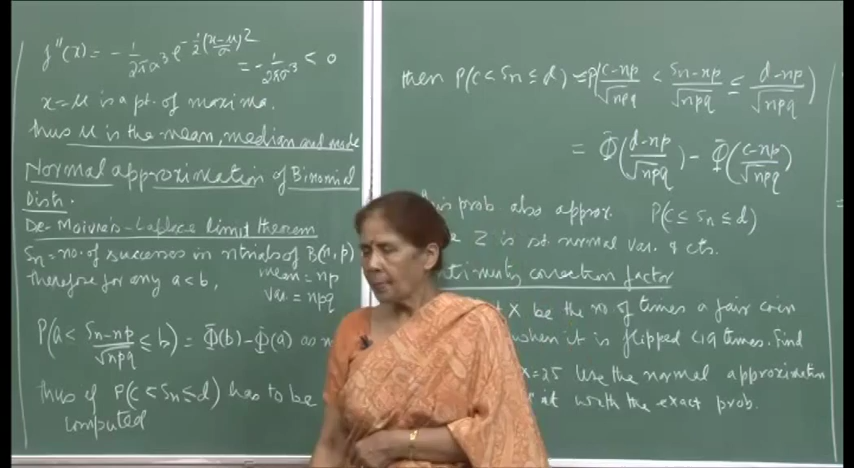 f''(x) = -1/2πσ³ e^{-1/2((x-μ)/σ)²} = -1/2πσ³ < 0
x=μ is a pt. of maxima.
Thus μ is the mean, median and mode
Normal approximation of Binomial
Distn.
De-Moivre's-Laplace limit theorem
Sn = no. of successes in n trials of B(n, p)
Therefore for any a < b,
mean = np
var. = npq
P(a < (Sn-np)/√npq ≤ b) = Φ(b) - Φ(a) as
Thus if P(c < Sn ≤ d) has to be
computed
then P(c < Sn ≤ d) = P((c-np)/√npq < (Sn-np)/√npq ≤ (d-np)/√npq)
= Φ((d-np)/√npq) - Φ((c-np)/√npq)
this prob. also approx. P(c ≤ Sn ≤ d)
Z is st. normal var. & cts.
correction factor
X be the no. of times a fair coin
when it is flipped 49 times. Find
X=25 Use the normal approximation
it with the exact prob.